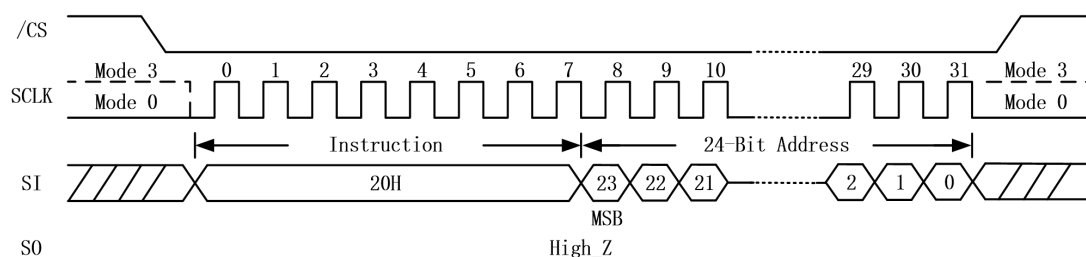 /CS
Mode 3 0 1 2 3 4 5 6 7 8 9 10 29 30 31 Mode 3
SCLK
Mode 0 Mode 0
Instruction 24-Bit Address
SI 20H 23 22 21 2 1 0
MSB
SO High_Z